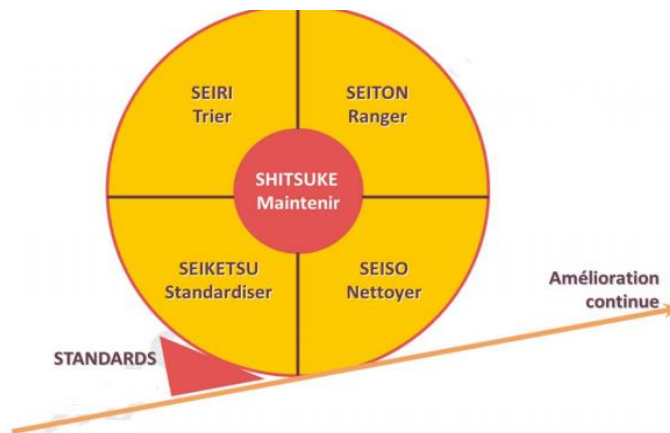 SEIRI
Trier
SEITON
Ranger
SHITSUKE
Maintenir
SEIKETSU
Standardiser
SEISO
Nettoyer
Amélioration
continue
STANDARDS